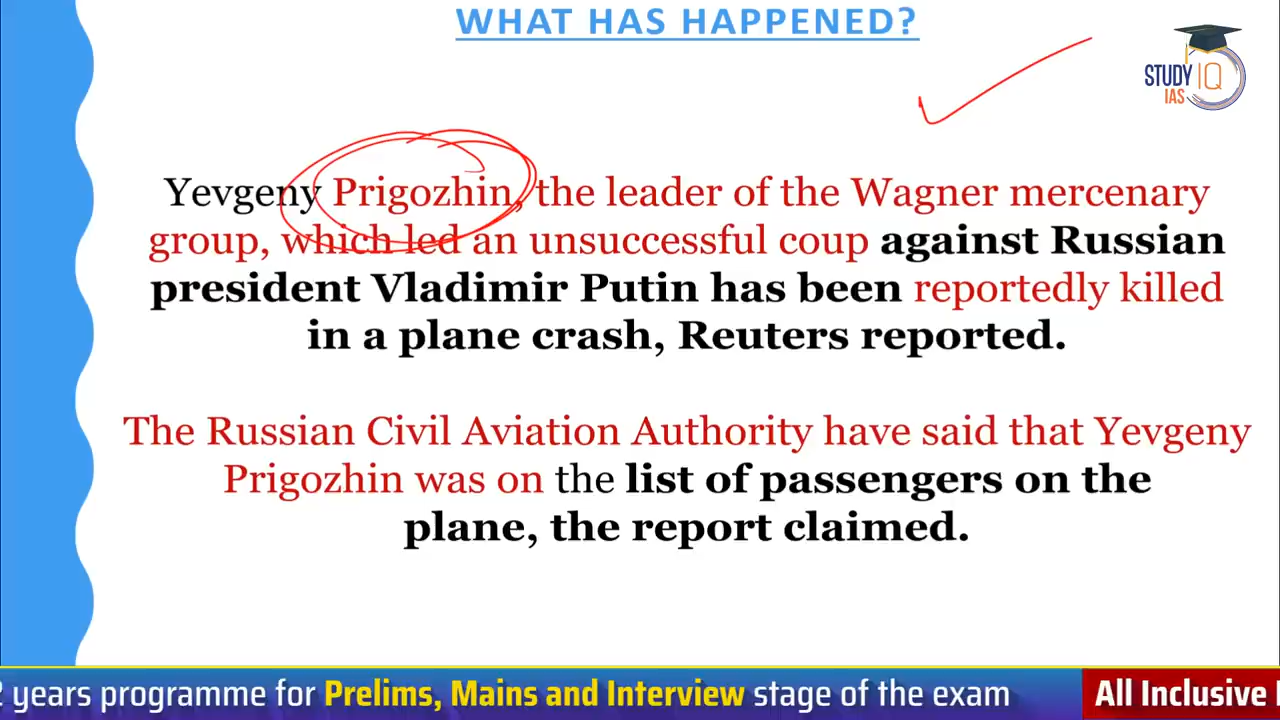 WHAT HAS HAPPENED?
STUDY IQ
IAS
Yevgeny Prigozhin, the leader of the Wagner mercenary
group, which led an unsuccessful coup against Russian
president Vladimir Putin has been reportedly killed
in a plane crash, Reuters reported.
The Russian Civil Aviation Authority have said that Yevgeny
Prigozhin was on the list of passengers on the
plane, the report claimed.
years programme for Prelims, Mains and Interview stage of the exam
All Inclusive